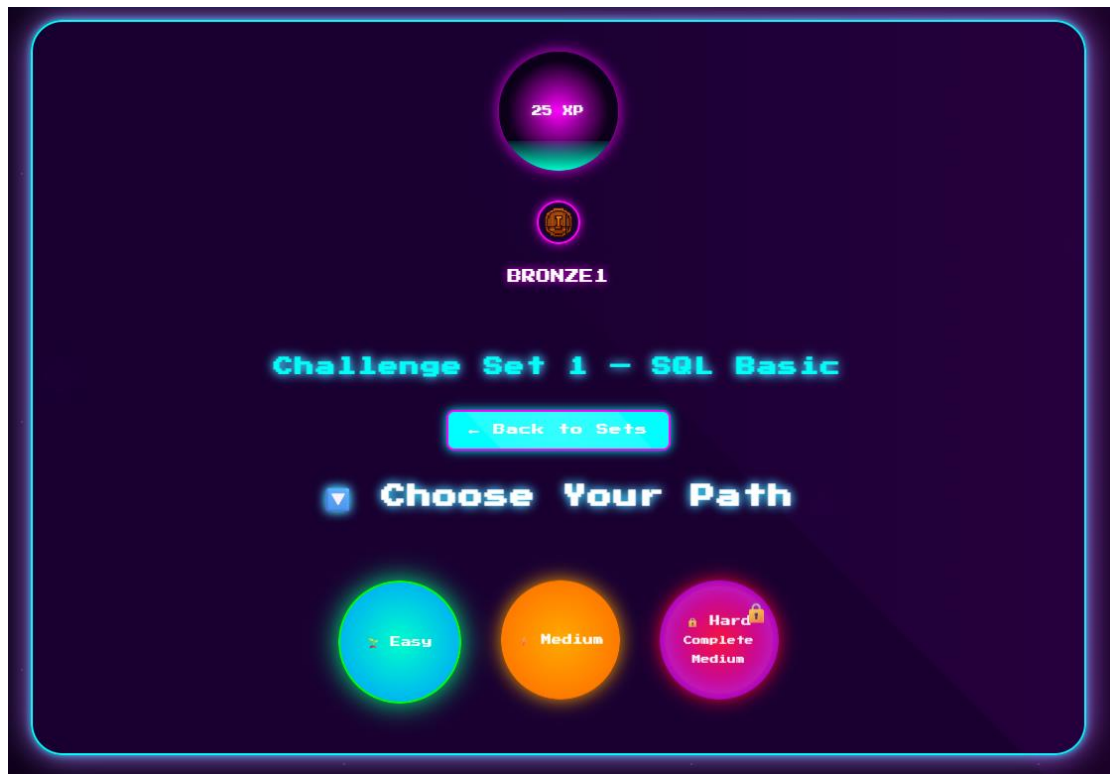 25 XP
BRONZE1
Challenge Set 1 – SQL Basic
← Back to Sets
Choose Your Path
Easy
Medium
Hard
Complete
Medium